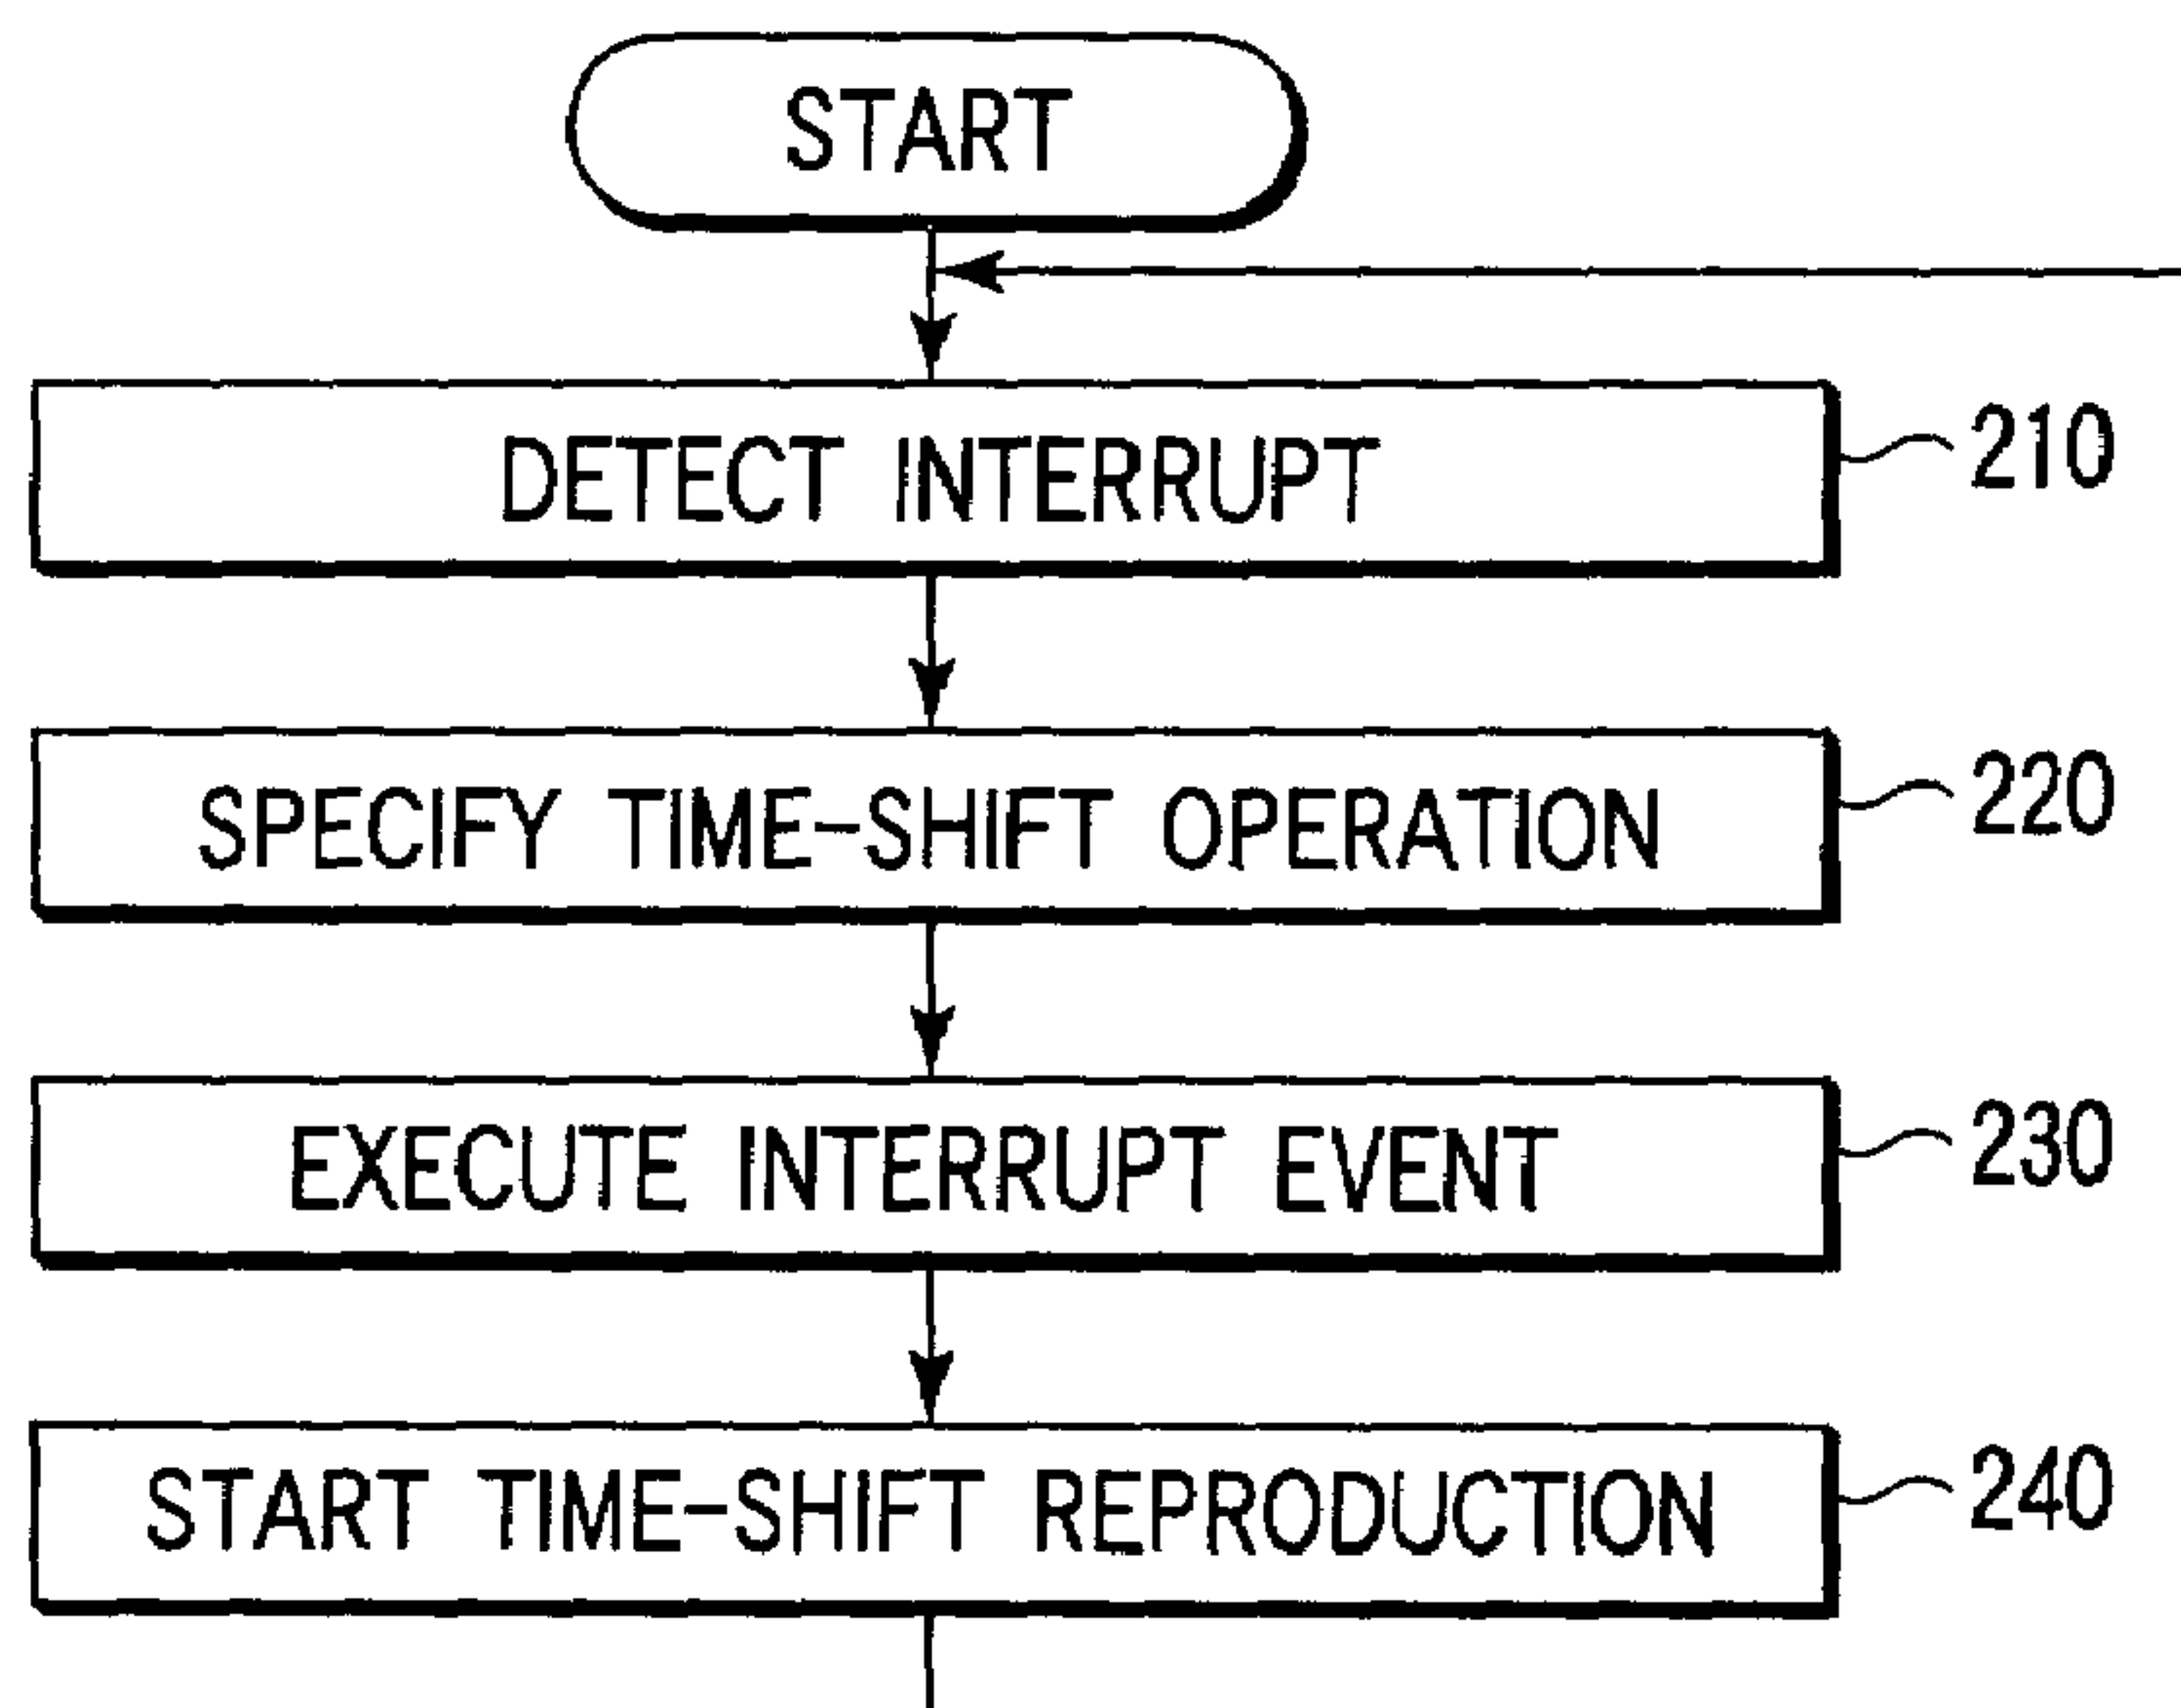 START
DETECT INTERRUPT
210
SPECIFY TIME-SHIFT OPERATION
220
EXECUTE INTERRUPT EVENT
230
START TIME-SHIFT REPRODUCTION
240